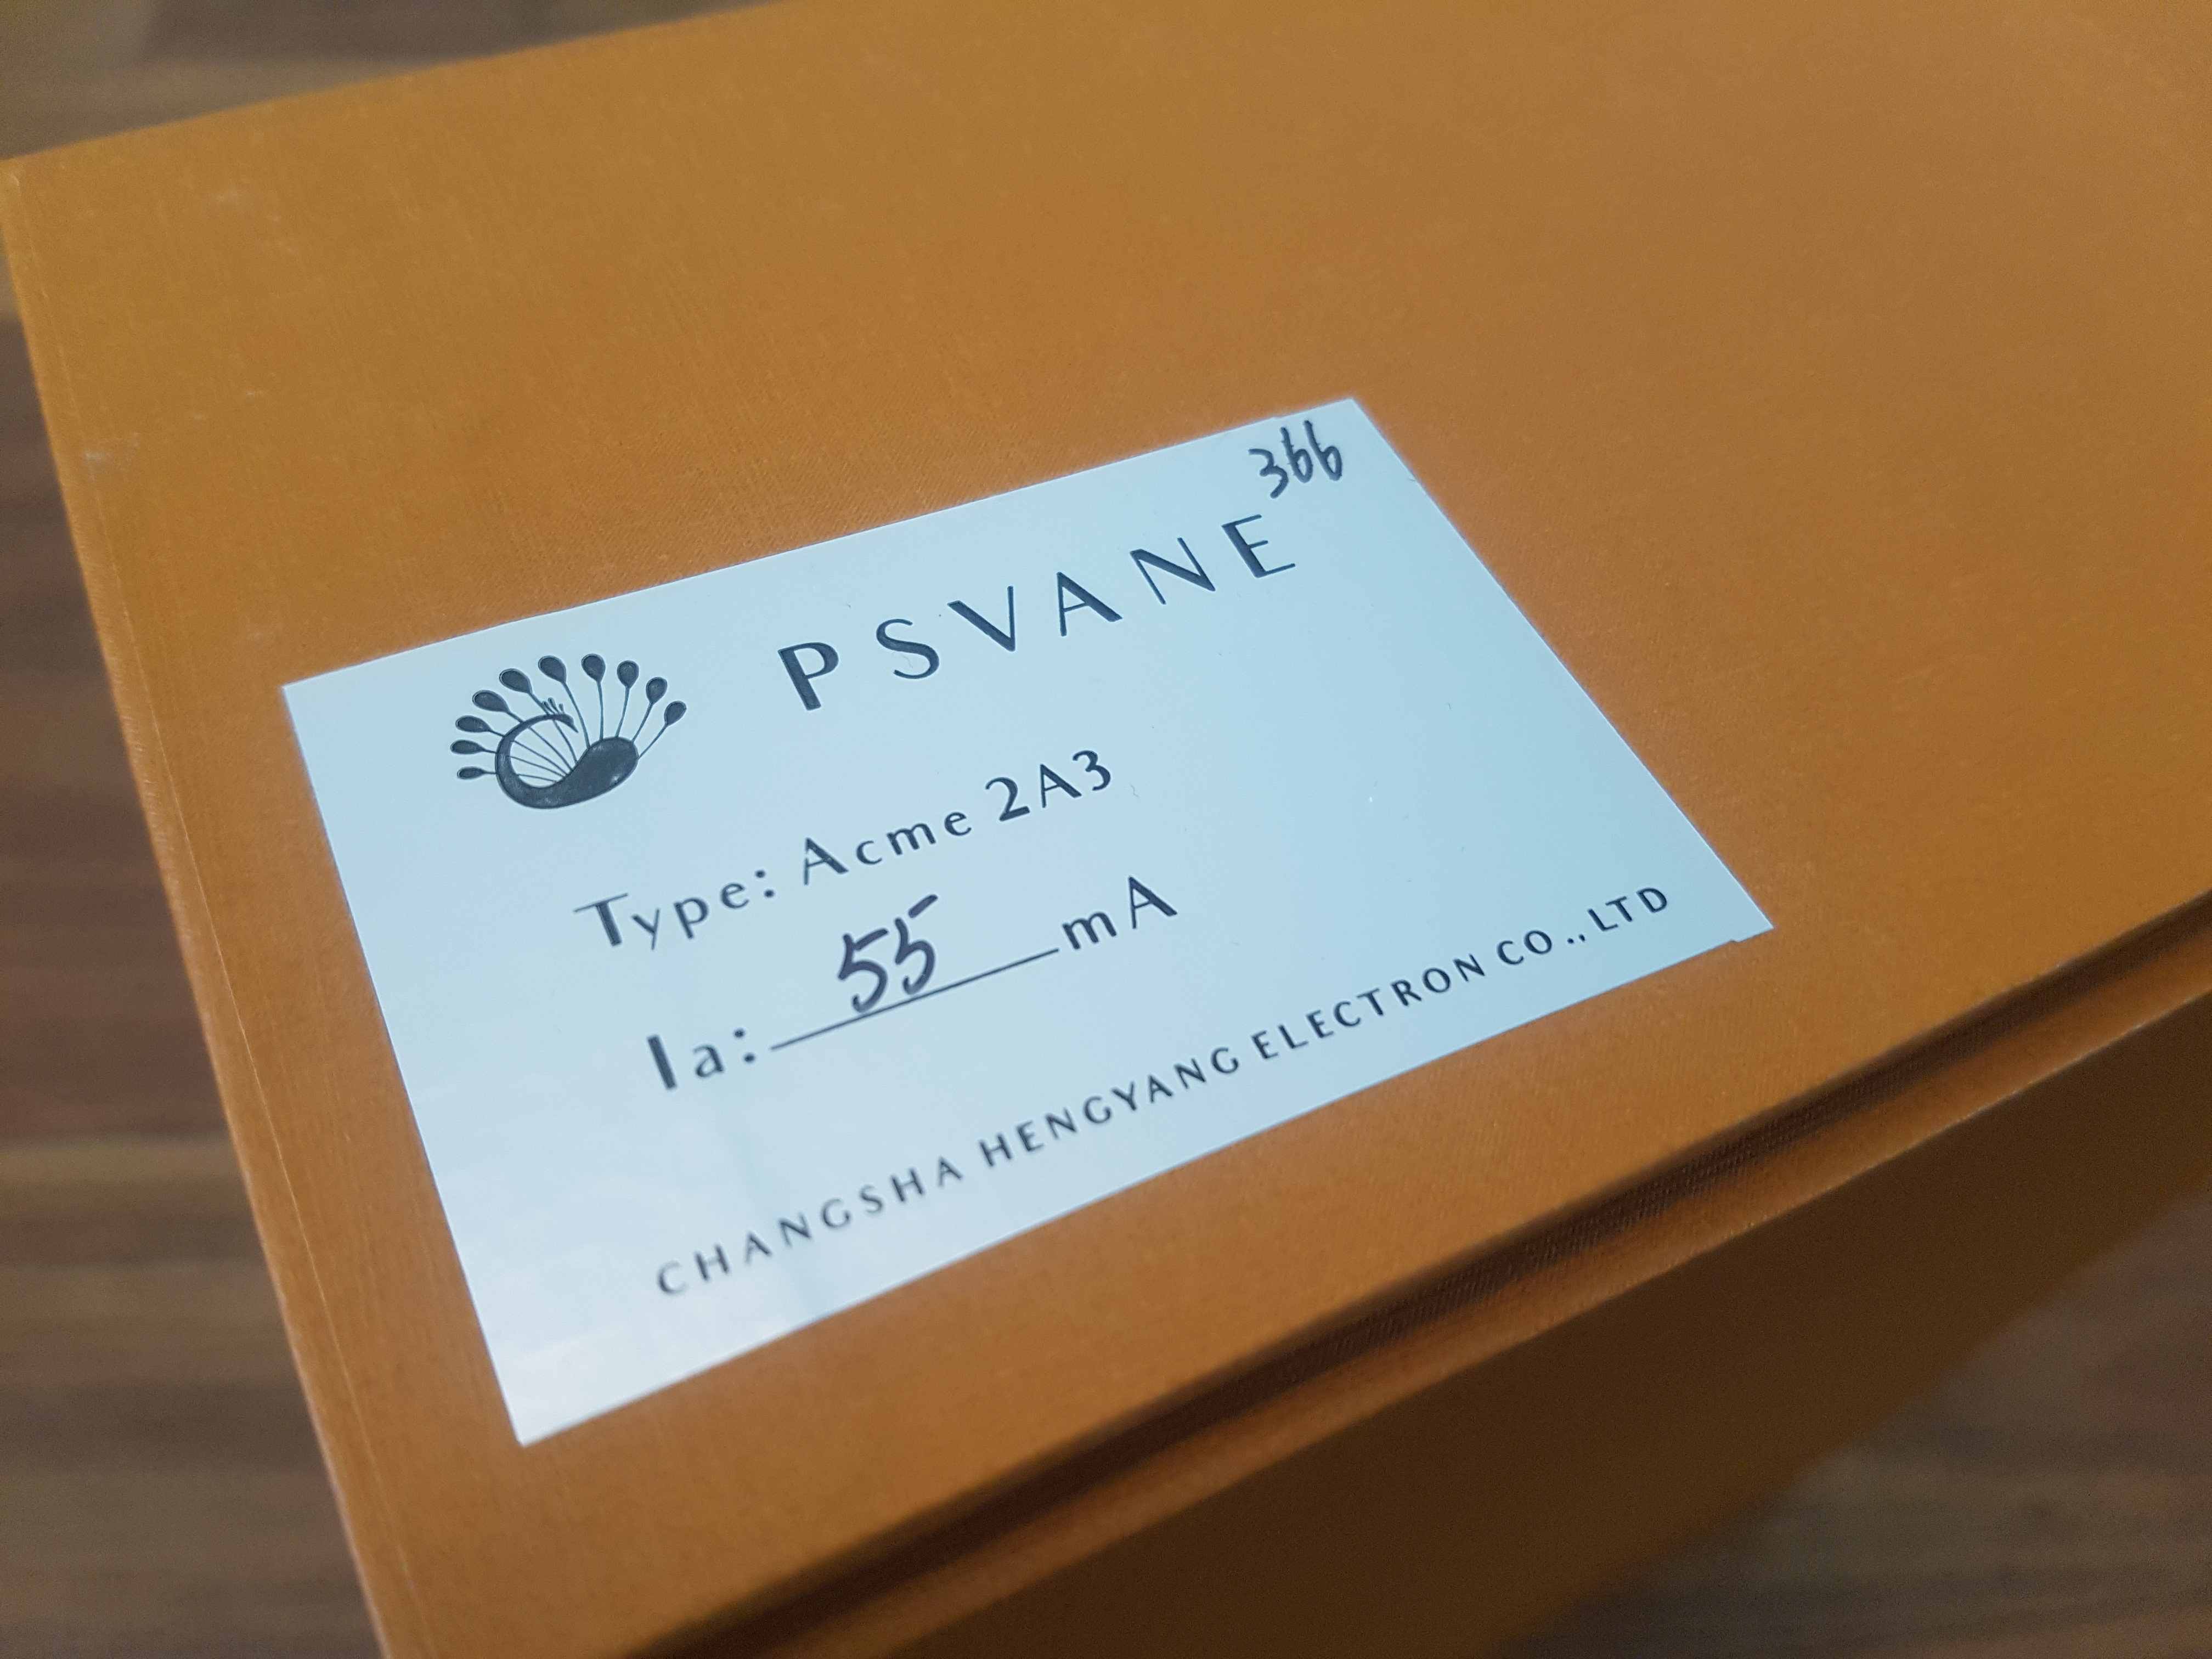 366
PSVANE
Type: Acme 2A3
Ia: 55 mA
CHANGSHA HENGYANG ELECTRON CO., LTD